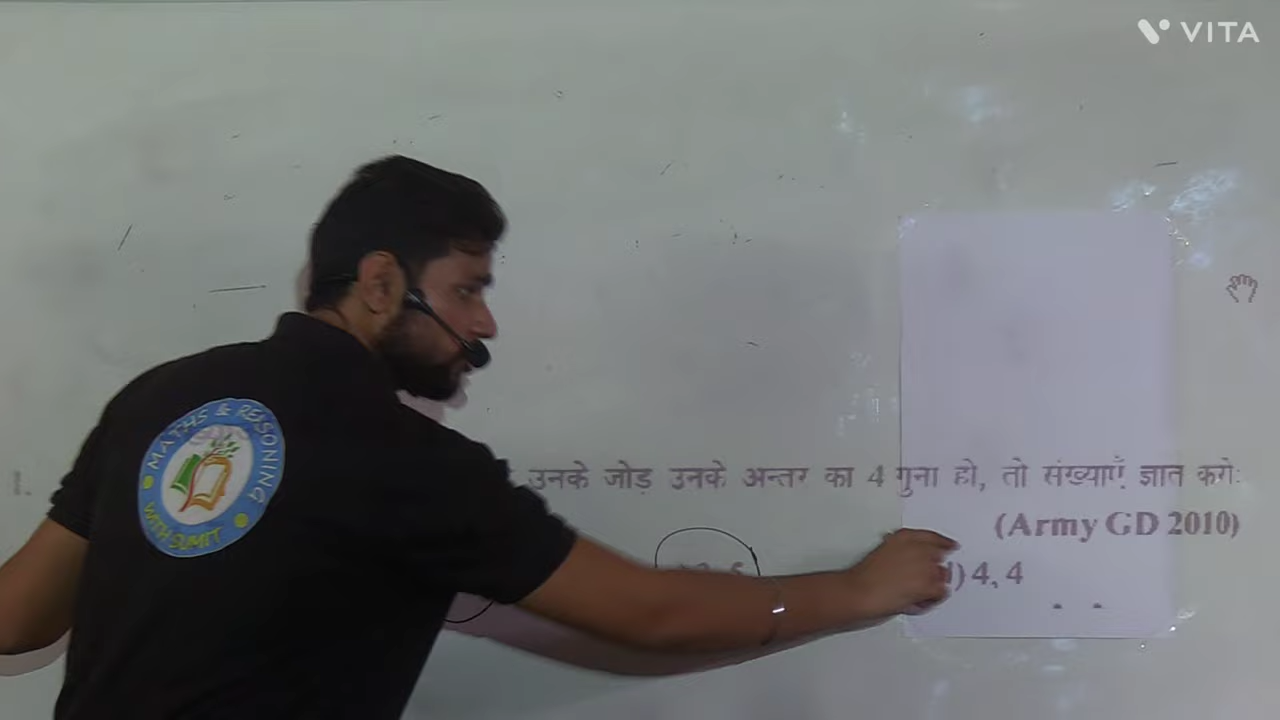 VITA
MATHS & REASONING
WITH SUMIT
उनके जोड़ उनके अन्तर का 4 गुना हो, तो संख्याएँ ज्ञात करो:
(Army GD 2010)
) 4, 4